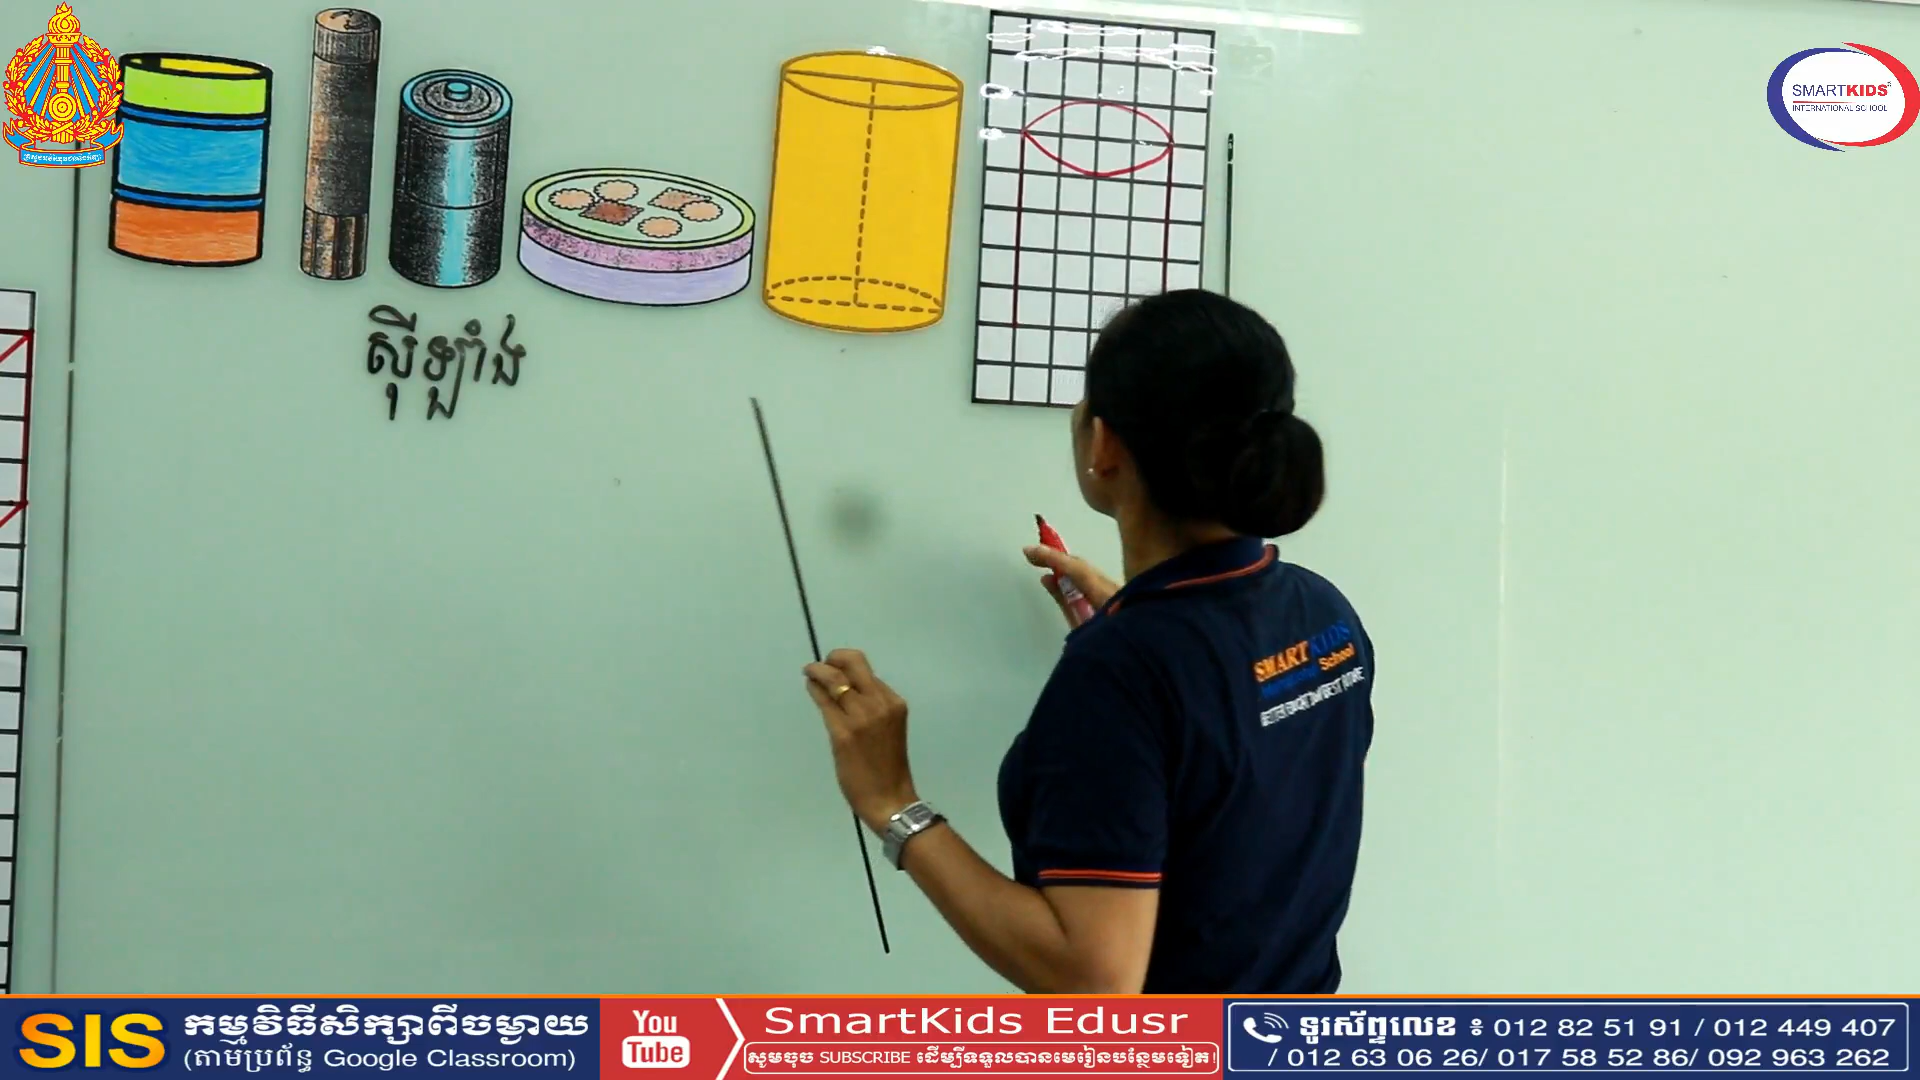 SMARTKIDS
INTERNATIONAL SCHOOL
ស៊ីឡាំង
SMART KIDS
School
SIS
កម្មវិធីសិក្សាពីចម្ងាយ
(តាមប្រព័ន្ធ Google Classroom)
You
Tube
SmartKids Edusr
សូមចុច SUBSCRIBE ដើម្បីទទួលបានមេរៀនបន្ថែមទៀត!
ទូរស័ព្ទលេខ ៖ 012 82 51 91 / 012 449 407
/ 012 63 06 26/ 017 58 52 86/ 092 963 262